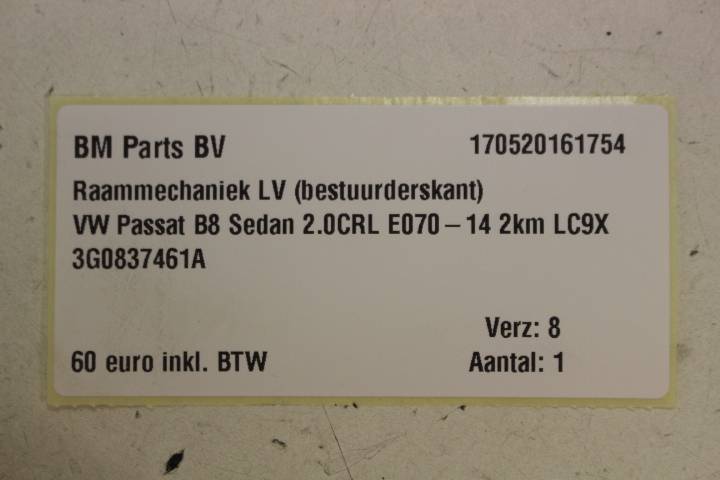 BM Parts BV 170520161754
Raammechaniek LV (bestuurderskant)
VW Passat B8 Sedan 2.0CRL E070 – 14 2km LC9X
3G0837461A
Verz: 8
60 euro inkl. BTW Aantal: 1